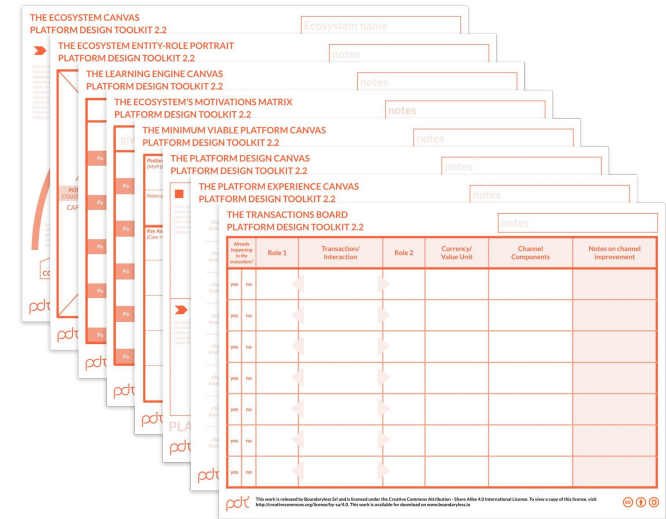 THE ECOSYSTEM CANVAS
PLATFORM DESIGN TOOLKIT 2.2
Ecosystem name
THE ECOSYSTEM ENTITY-ROLE PORTRAIT
PLATFORM DESIGN TOOLKIT 2.2
notes
THE LEARNING ENGINE CANVAS
PLATFORM DESIGN TOOLKIT 2.2
notes
THE ECOSYSTEM'S MOTIVATIONS MATRIX
PLATFORM DESIGN TOOLKIT 2.2
notes
THE MINIMUM VIABLE PLATFORM CANVAS
PLATFORM DESIGN TOOLKIT 2.2
notes
THE PLATFORM DESIGN CANVAS
PLATFORM DESIGN TOOLKIT 2.2
notes
THE PLATFORM EXPERIENCE CANVAS
PLATFORM DESIGN TOOLKIT 2.2
notes
THE TRANSACTIONS BOARD
PLATFORM DESIGN TOOLKIT 2.2
notes
Already happening in the ecosystem?
Role 1
Transaction/ Interaction
Role 2
Currency/ Value Unit
Channel Components
Notes on channel improvement
yes no
yes no
yes no
yes no
yes no
yes no
yes no
pdt
This work is released by Boundaryless Srl and is licensed under the Creative Commons Attribution - Share Alike 4.0 International License. To view a copy of this license, visit
http://creativecommons.org/license/by-sa/4.0. This work is available for download on www.boundaryless.io
pdt
pdt
pdt
pdt
pdt
pdt
pdt